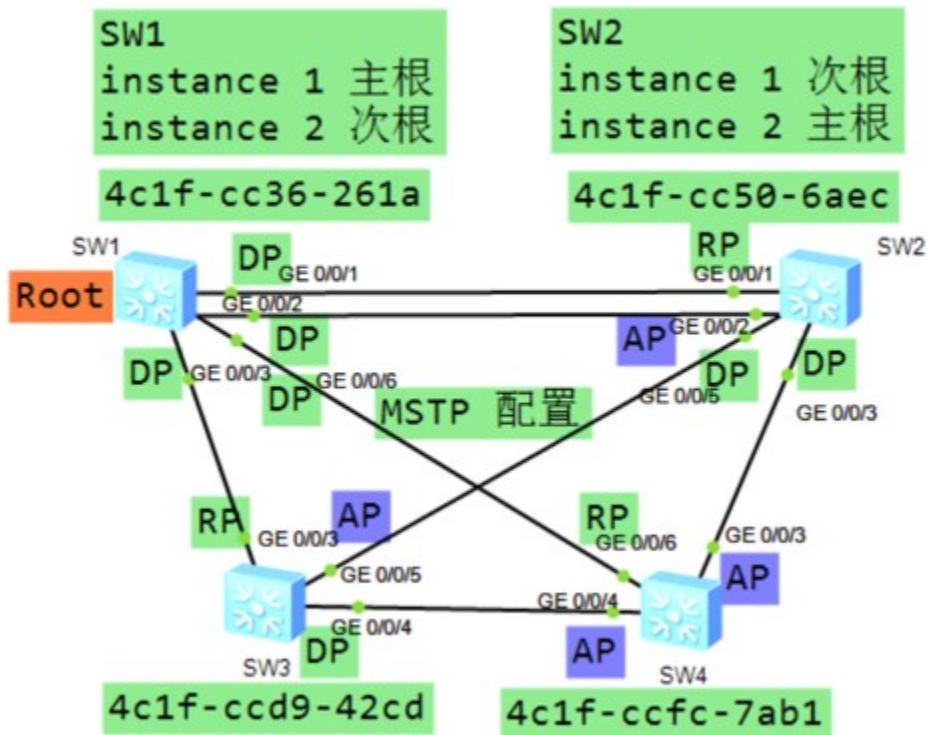 SW1
instance 1 主根
instance 2 次根
SW2
instance 1 次根
instance 2 主根
4c1f-cc36-261a
4c1f-cc50-6aec
SW1
SW2
Root
DP
GE 0/0/1
RP
GE 0/0/1
GE 0/0/2
DP
AP
GE 0/0/2
DP
GE 0/0/3
DP
GE 0/0/6
MSTP 配置
DP
GE 0/0/5
DP
GE 0/0/3
RP
GE 0/0/3
AP
GE 0/0/5
RP
GE 0/0/6
GE 0/0/3
AP
GE 0/0/4
DP
GE 0/0/4
AP
SW3
SW4
4c1f-ccd9-42cd
4c1f-ccfc-7ab1